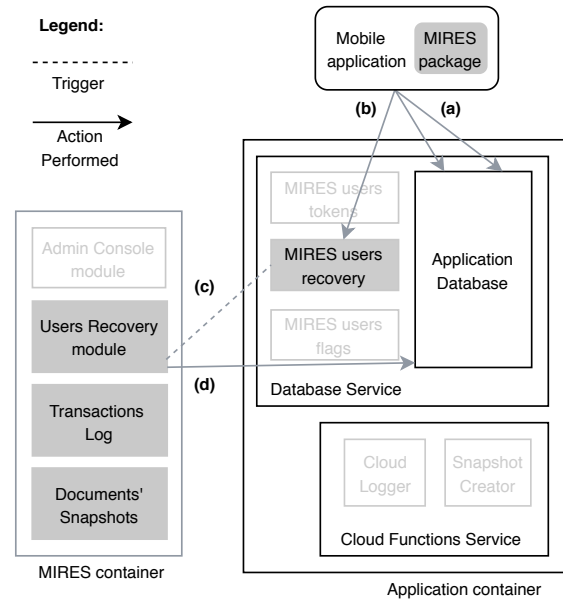 Legend:
Trigger
Action
Performed
Mobile
application
MIRES
package
(b)
(a)
MIRES users
tokens
MIRES users
recovery
MIRES users
flags
Application
Database
Database Service
Admin Console
module
Users Recovery
module
Transactions
Log
Documents'
Snapshots
MIRES container
(c)
(d)
Cloud
Logger
Snapshot
Creator
Cloud Functions Service
Application container